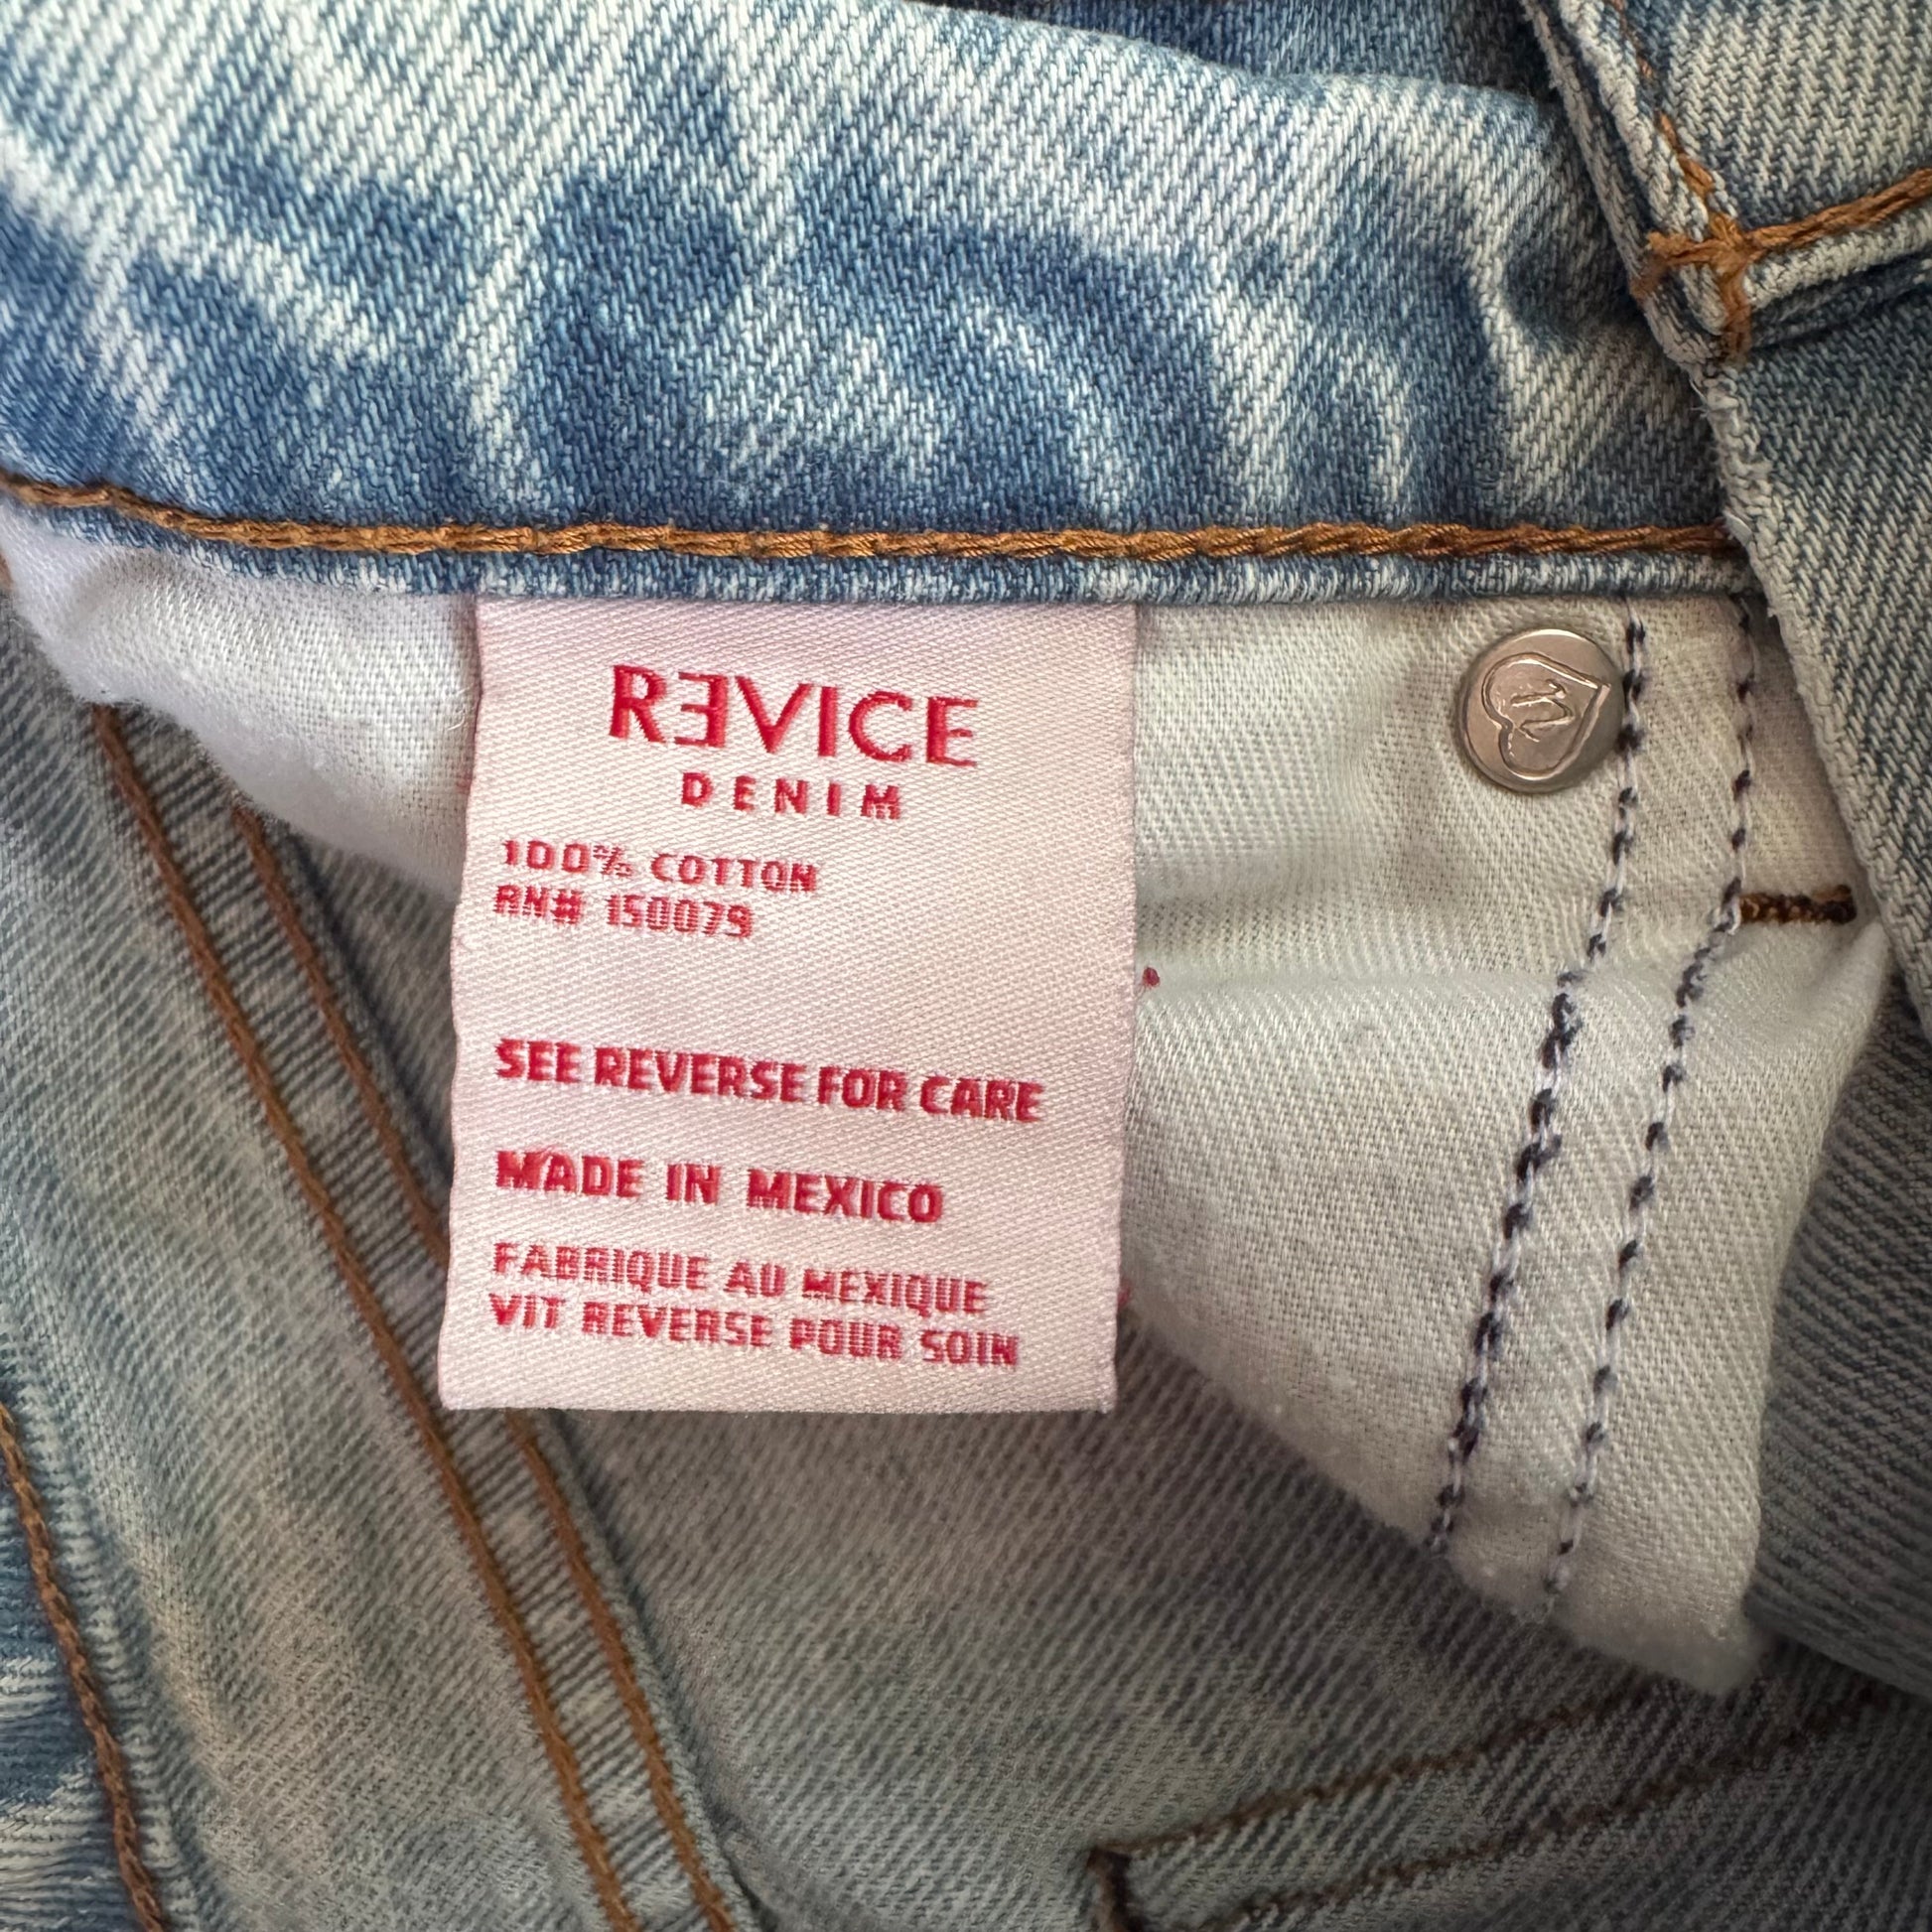 RƎVICE
DENIM
100% COTTON
RN# 150079
SEE REVERSE FOR CARE
MADE IN MEXICO
FABRIQUE AU MEXIQUE
VIT REVERSE POUR SOIN